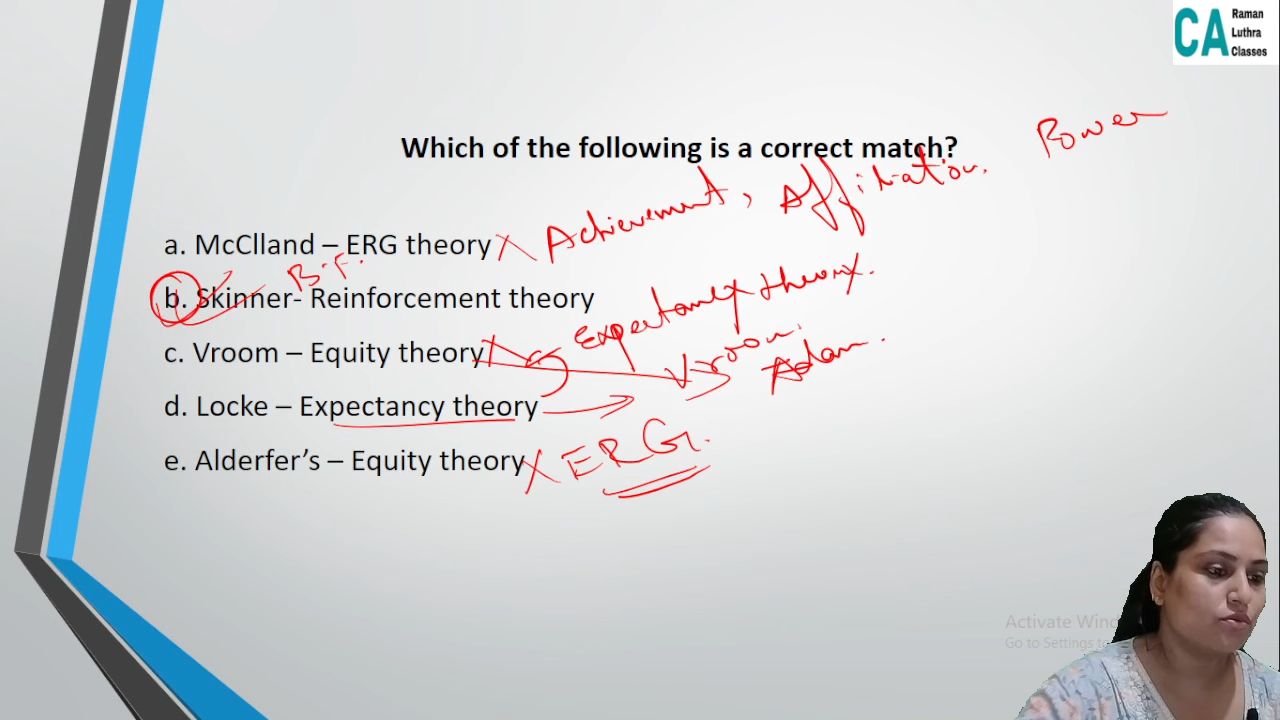 CA Raman
Luthra
Classes
Power
Which of the following is a correct match?
Achievement, Affiliation.
a. McClland – ERG theory
B.F.
b. Skinner- Reinforcement theory
Expectancy theory.
c. Vroom – Equity theory
Vroom.
Adam.
d. Locke – Expectancy theory
e. Alderfer’s – Equity theory
ERG.
Activate Wind
Go to Settings to